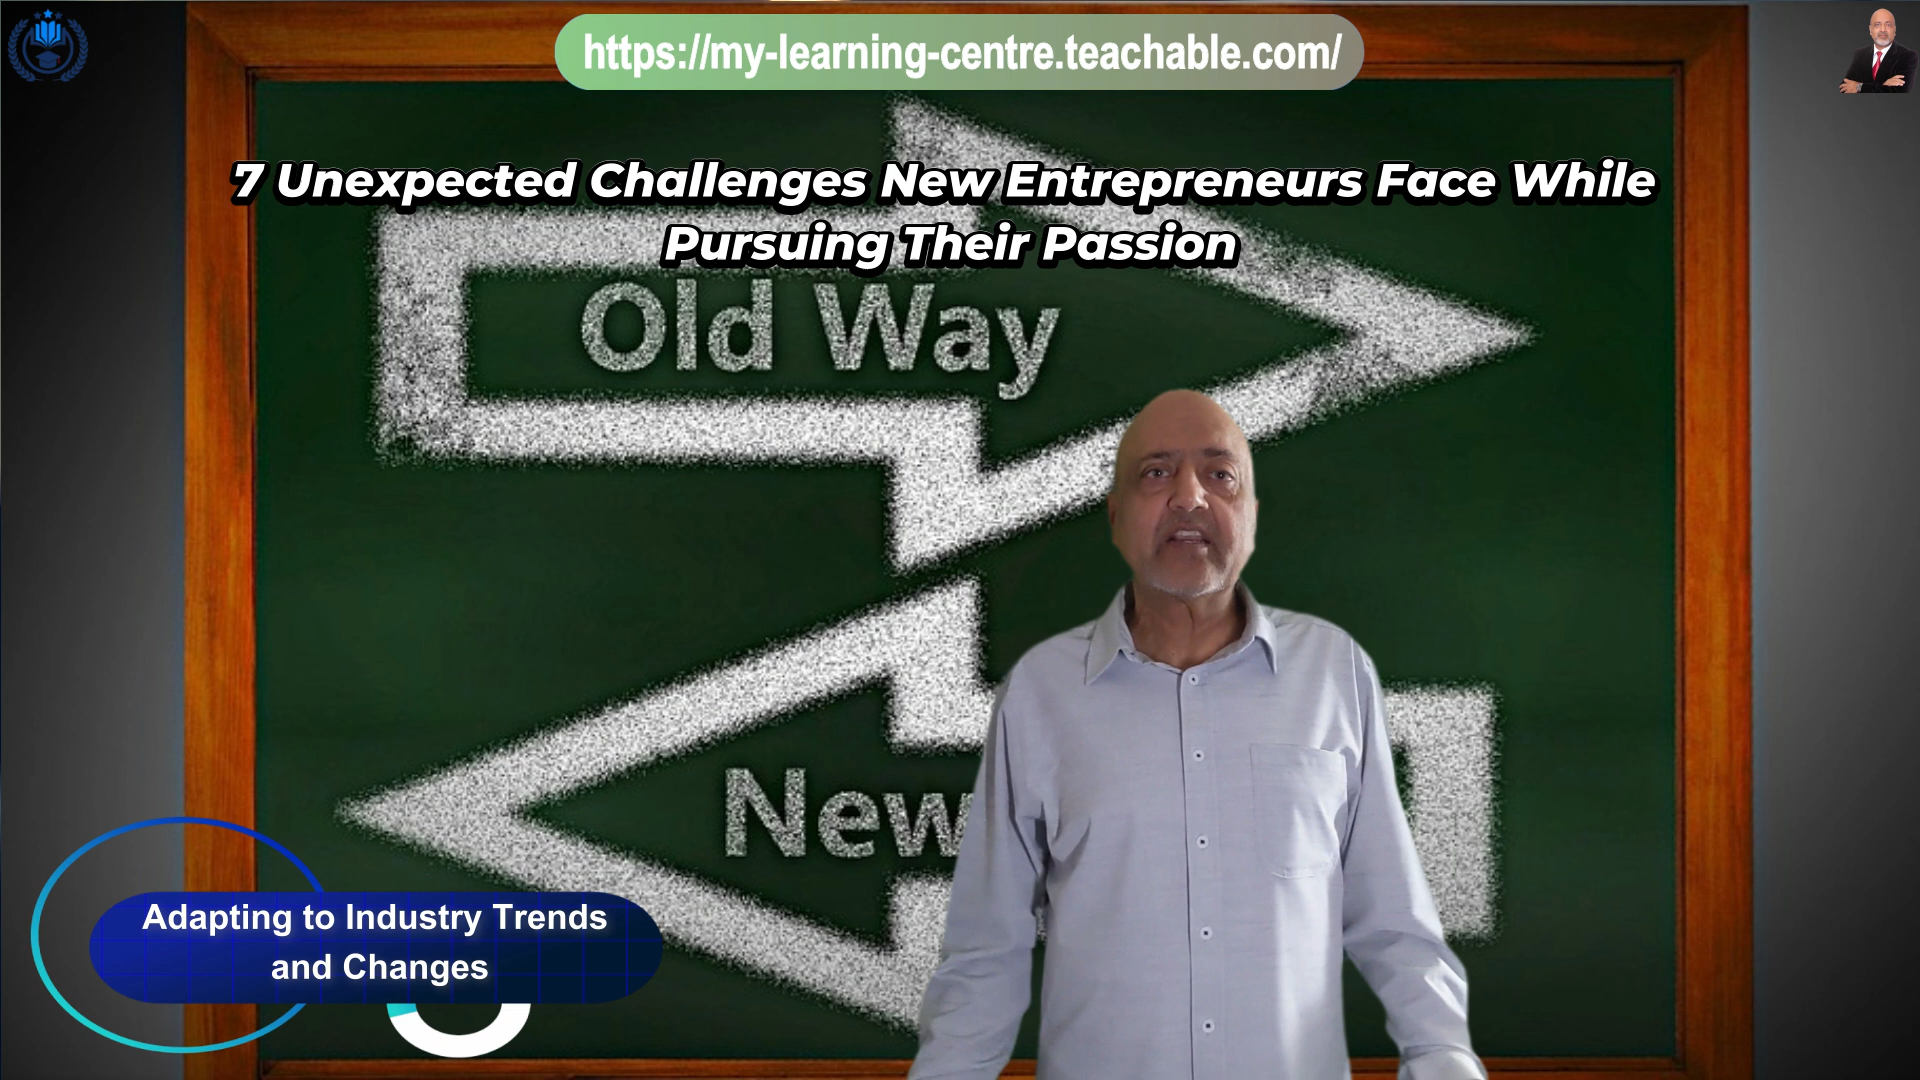 https://my-learning-centre.teachable.com/
7 Unexpected Challenges New Entrepreneurs Face While
Pursuing Their Passion
Old Way
New
Adapting to Industry Trends
and Changes